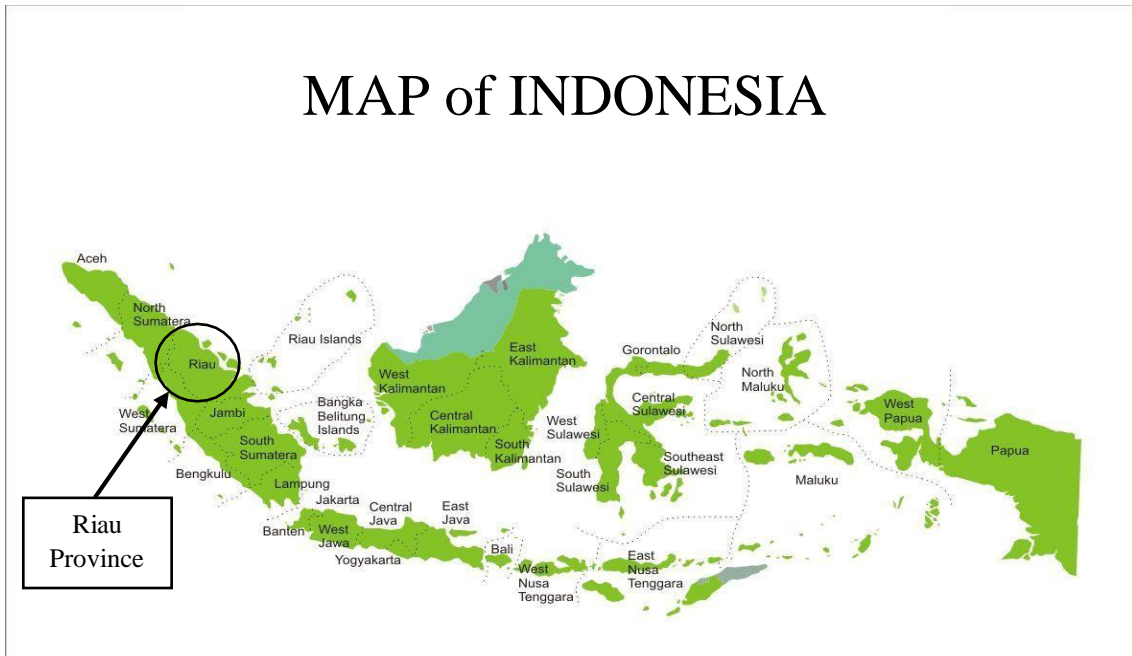 MAP of INDONESIA
Aceh
North
Sumatera
Riau
Riau Islands
West
Sumatera
Jambi
Bangka
Belitung
Islands
South
Sumatera
Bengkulu
Lampung
Riau
Province
Jakarta
Banten
West
Jawa
Central
Java
Yogyakarta
East
Java
Bali
West
Nusa
Tenggara
East
Nusa
Tenggara
West
Kalimantan
Central
Kalimantan
East
Kalimantan
South
Kalimantan
Gorontalo
North
Sulawesi
Central
Sulawesi
West
Sulawesi
South
Sulawesi
Southeast
Sulawesi
North
Maluku
Maluku
West
Papua
Papua